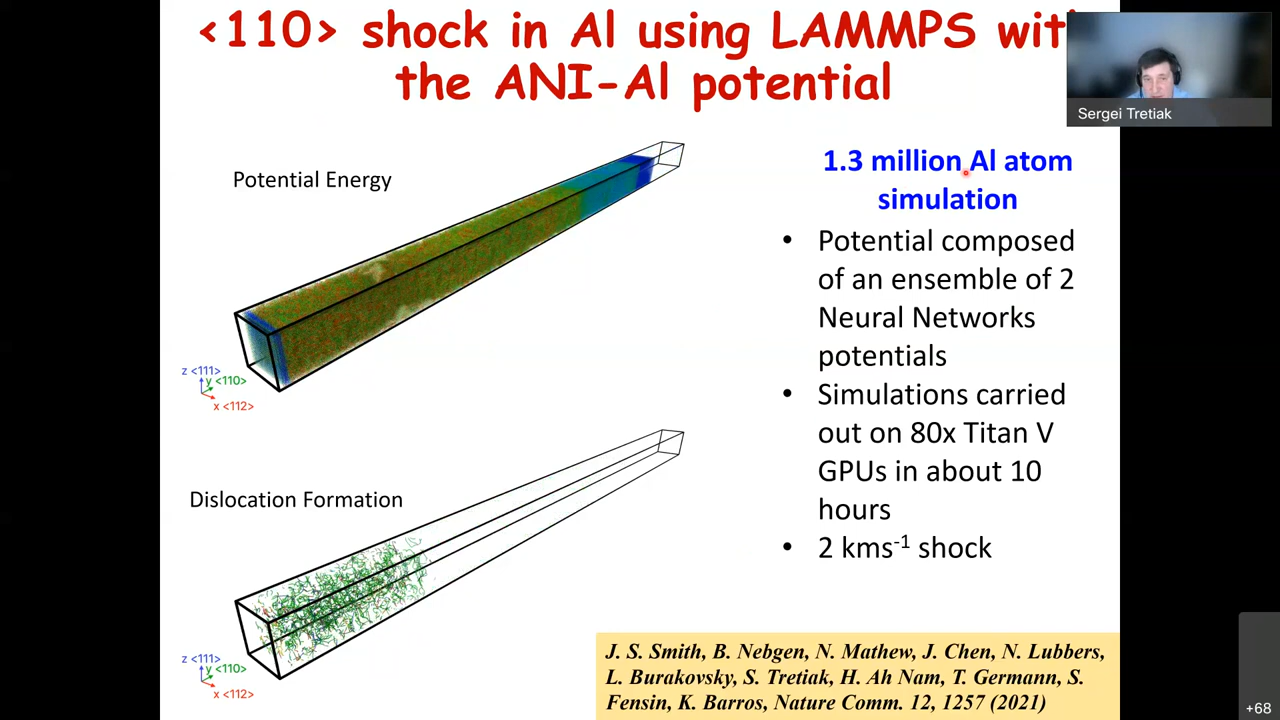 <110> shock in Al using LAMMPS wit
the ANI-Al potential
Sergei Tretiak
Potential Energy
z <111>
y <110>
x <112>
Dislocation Formation
z <111>
y <110>
x <112>
1.3 million Al atom
simulation
• Potential composed
of an ensemble of 2
Neural Networks
potentials
• Simulations carried
out on 80x Titan V
GPUs in about 10
hours
• 2 kms⁻¹ shock
J. S. Smith, B. Nebgen, N. Mathew, J. Chen, N. Lubbers,
L. Burakovsky, S. Tretiak, H. Ah Nam, T. Germann, S.
Fensin, K. Barros, Nature Comm. 12, 1257 (2021)
+68